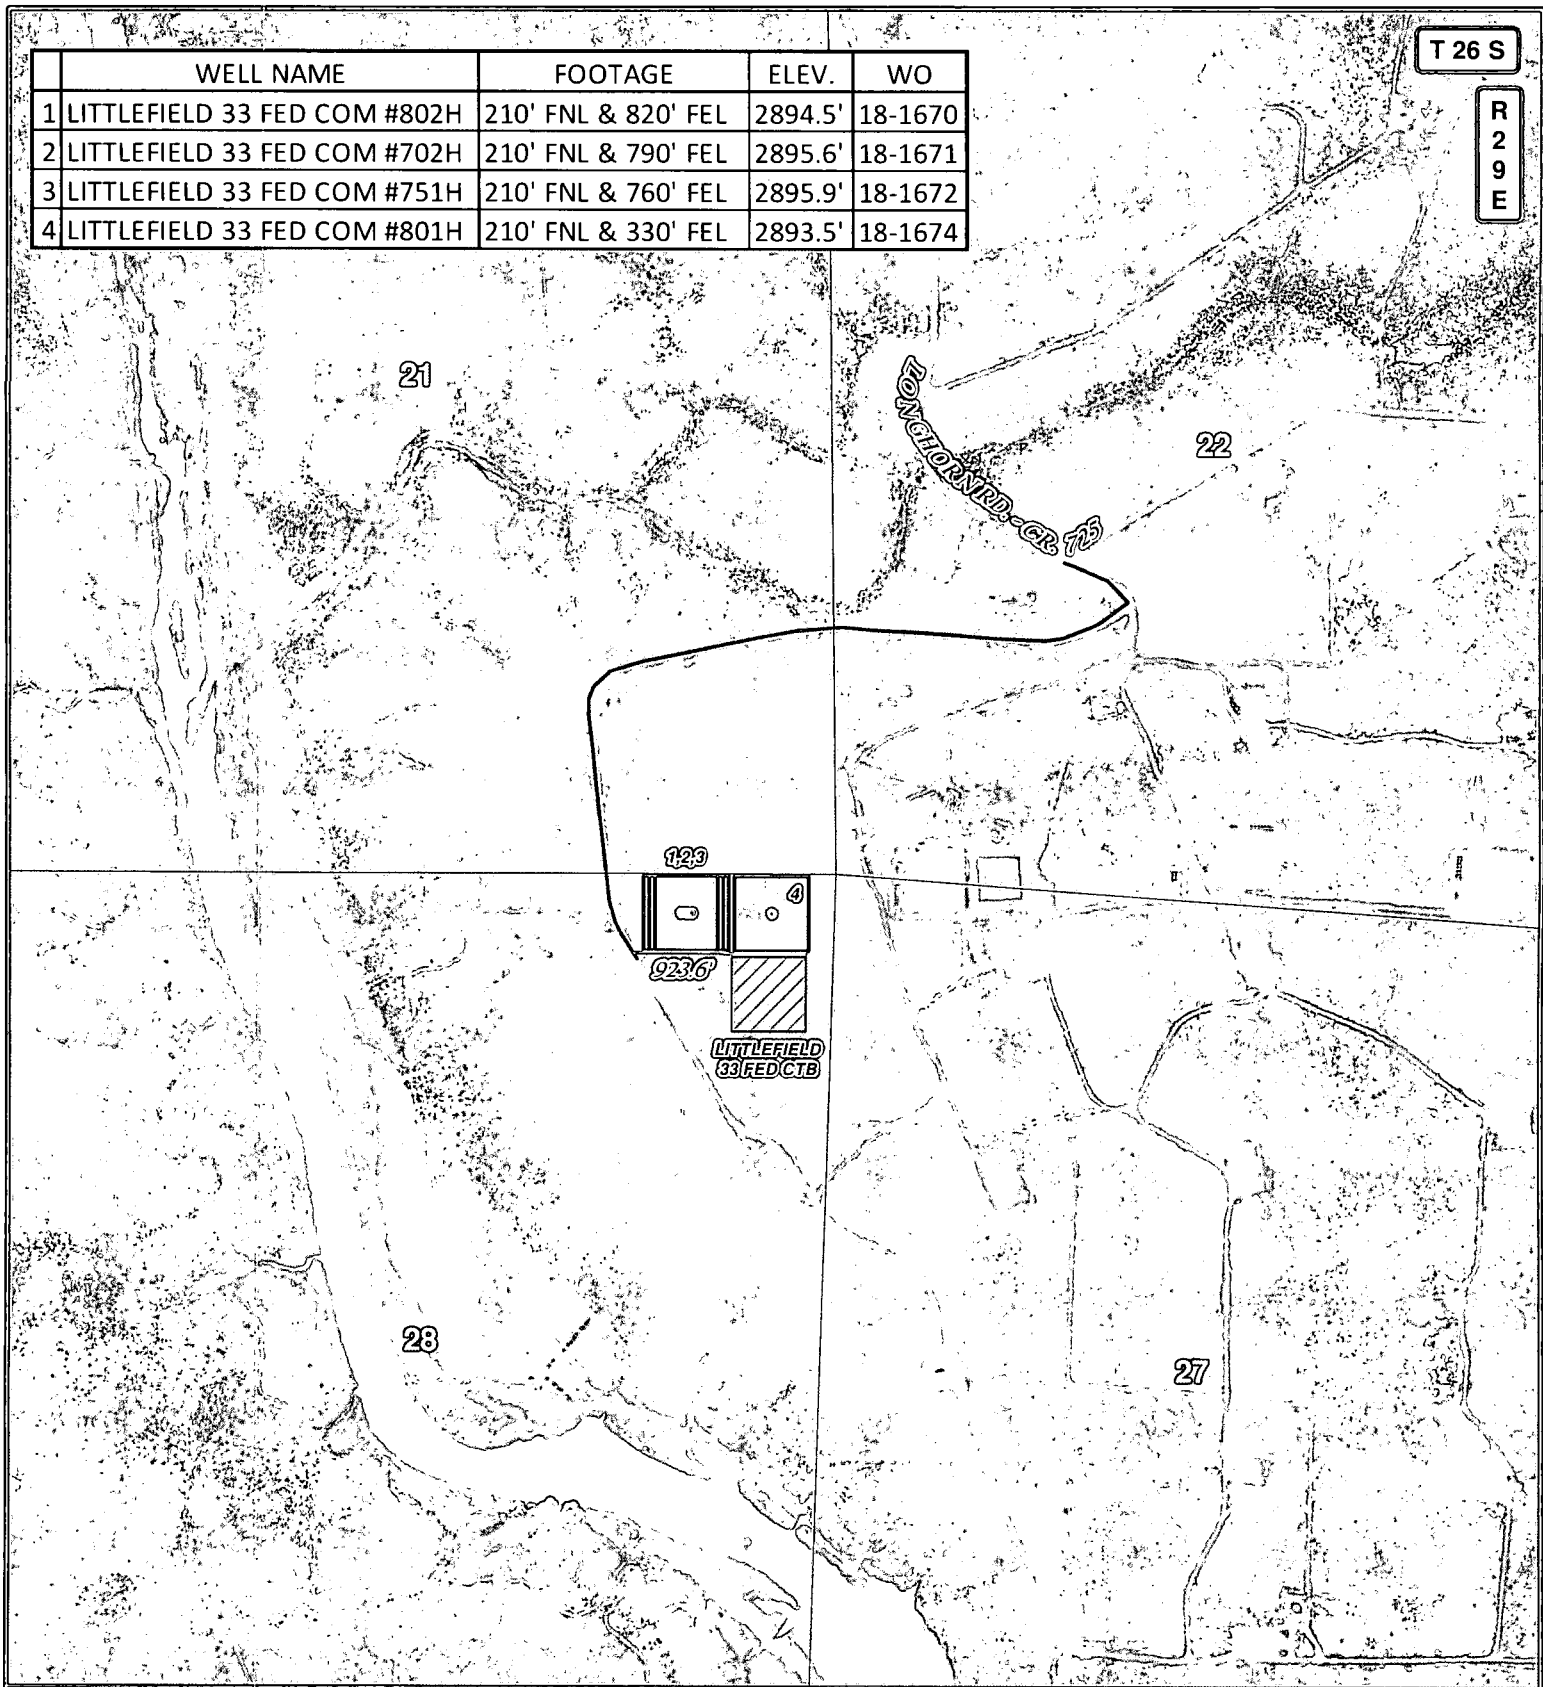 WELL NAME FOOTAGE ELEV. WO
1 LITTLEFIELD 33 FED COM #802H 210' FNL & 820' FEL 2894.5' 18-1670
2 LITTLEFIELD 33 FED COM #702H 210' FNL & 790' FEL 2895.6' 18-1671
3 LITTLEFIELD 33 FED COM #751H 210' FNL & 760' FEL 2895.9' 18-1672
4 LITTLEFIELD 33 FED COM #801H 210' FNL & 330' FEL 2893.5' 18-1674
T 26 S
R
2
9
E
21
LONGHORN RD. - CR. 725
22
1,2,3
4
923.6'
LITTLEFIELD
33 FED CTB
28
27